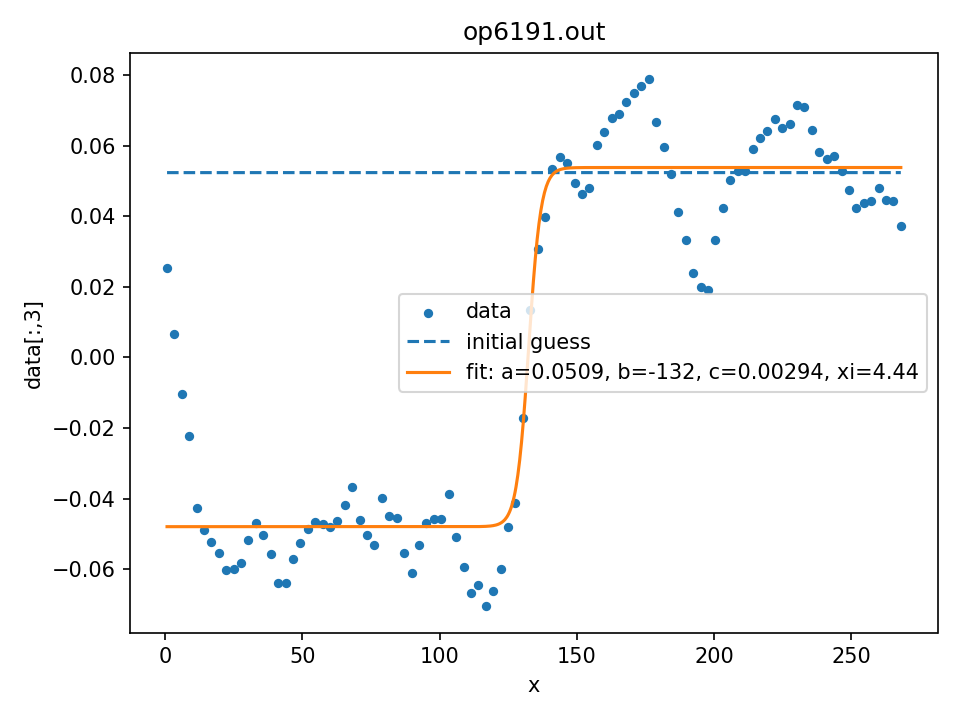 op6191.out
0.08
0.06
0.04
0.02
0.00
−0.02
−0.04
−0.06
data[:,3]
data
initial guess
fit: a=0.0509, b=-132, c=0.00294, xi=4.44
0 50 100 150 200 250
x